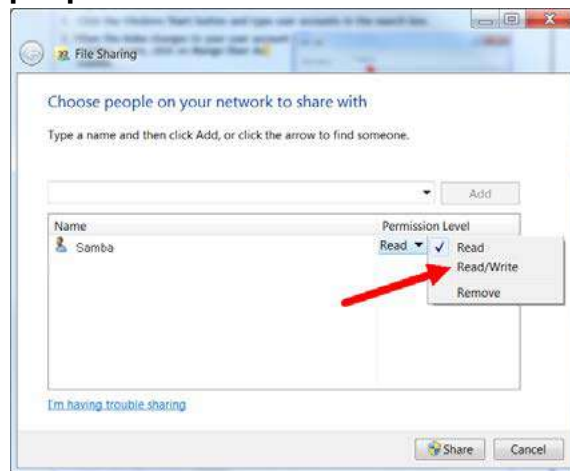 File Sharing
Choose people on your network to share with
Type a name and then click Add, or click the arrow to find someone.
Add
Name Permission Level
Samba Read Read
Read/Write
Remove
I'm having trouble sharing
Share Cancel